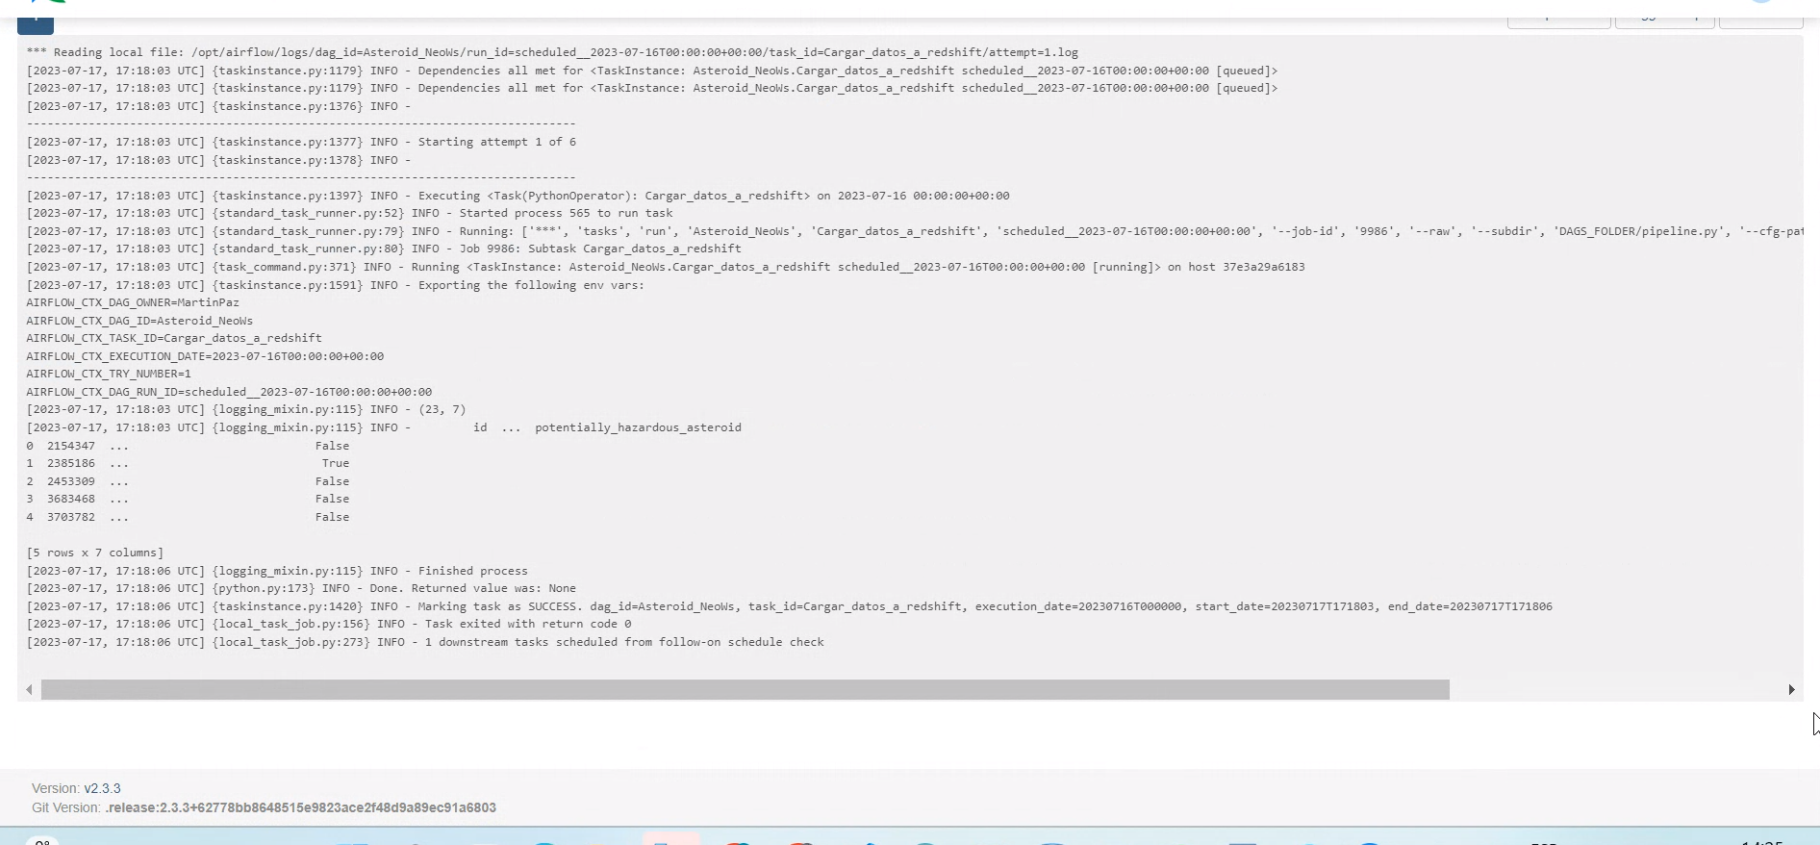 *** Reading local file: /opt/airflow/logs/dag_id=Asteroid_NeoWs/run_id=scheduled__2023-07-16T00:00:00+00:00/task_id=Cargar_datos_a_redshift/attempt=1.log
[2023-07-17, 17:18:03 UTC] {taskinstance.py:1179} INFO - Dependencies all met for <TaskInstance: Asteroid_NeoWs.Cargar_datos_a_redshift scheduled__2023-07-16T00:00:00+00:00 [queued]>
[2023-07-17, 17:18:03 UTC] {taskinstance.py:1179} INFO - Dependencies all met for <TaskInstance: Asteroid_NeoWs.Cargar_datos_a_redshift scheduled__2023-07-16T00:00:00+00:00 [queued]>
[2023-07-17, 17:18:03 UTC] {taskinstance.py:1376} INFO -
--------------------------------------------------------------------------------
[2023-07-17, 17:18:03 UTC] {taskinstance.py:1377} INFO - Starting attempt 1 of 6
[2023-07-17, 17:18:03 UTC] {taskinstance.py:1378} INFO -
--------------------------------------------------------------------------------
[2023-07-17, 17:18:03 UTC] {taskinstance.py:1397} INFO - Executing <Task(PythonOperator): Cargar_datos_a_redshift> on 2023-07-16 00:00:00+00:00
[2023-07-17, 17:18:03 UTC] {standard_task_runner.py:52} INFO - Started process 565 to run task
[2023-07-17, 17:18:03 UTC] {standard_task_runner.py:79} INFO - Running: ['***', 'tasks', 'run', 'Asteroid_NeoWs', 'Cargar_datos_a_redshift', 'scheduled__2023-07-16T00:00:00+00:00', '--job-id', '9986', '--raw', '--subdir', 'DAGS_FOLDER/pipeline.py', '--cfg-pat
[2023-07-17, 17:18:03 UTC] {standard_task_runner.py:80} INFO - Job 9986: Subtask Cargar_datos_a_redshift
[2023-07-17, 17:18:03 UTC] {task_command.py:371} INFO - Running <TaskInstance: Asteroid_NeoWs.Cargar_datos_a_redshift scheduled__2023-07-16T00:00:00+00:00 [running]> on host 37e3a29a6183
[2023-07-17, 17:18:03 UTC] {taskinstance.py:1591} INFO - Exporting the following env vars:
AIRFLOW_CTX_DAG_OWNER=MartinPaz
AIRFLOW_CTX_DAG_ID=Asteroid_NeoWs
AIRFLOW_CTX_TASK_ID=Cargar_datos_a_redshift
AIRFLOW_CTX_EXECUTION_DATE=2023-07-16T00:00:00+00:00
AIRFLOW_CTX_TRY_NUMBER=1
AIRFLOW_CTX_DAG_RUN_ID=scheduled__2023-07-16T00:00:00+00:00
[2023-07-17, 17:18:03 UTC] {logging_mixin.py:115} INFO - (23, 7)
[2023-07-17, 17:18:03 UTC] {logging_mixin.py:115} INFO -         id  ...  potentially_hazardous_asteroid
0  2154347  ...                           False
1  2385186  ...                            True
2  2453309  ...                           False
3  3683468  ...                           False
4  3703782  ...                           False
[5 rows x 7 columns]
[2023-07-17, 17:18:06 UTC] {logging_mixin.py:115} INFO - Finished process
[2023-07-17, 17:18:06 UTC] {python.py:173} INFO - Done. Returned value was: None
[2023-07-17, 17:18:06 UTC] {taskinstance.py:1420} INFO - Marking task as SUCCESS. dag_id=Asteroid_NeoWs, task_id=Cargar_datos_a_redshift, execution_date=20230716T000000, start_date=20230717T171803, end_date=20230717T171806
[2023-07-17, 17:18:06 UTC] {local_task_job.py:156} INFO - Task exited with return code 0
[2023-07-17, 17:18:06 UTC] {local_task_job.py:273} INFO - 1 downstream tasks scheduled from follow-on schedule check
Version: v2.3.3
Git Version: .release:2.3.3+62778bb8648515e9823ace2f48d9a89ec91a6803